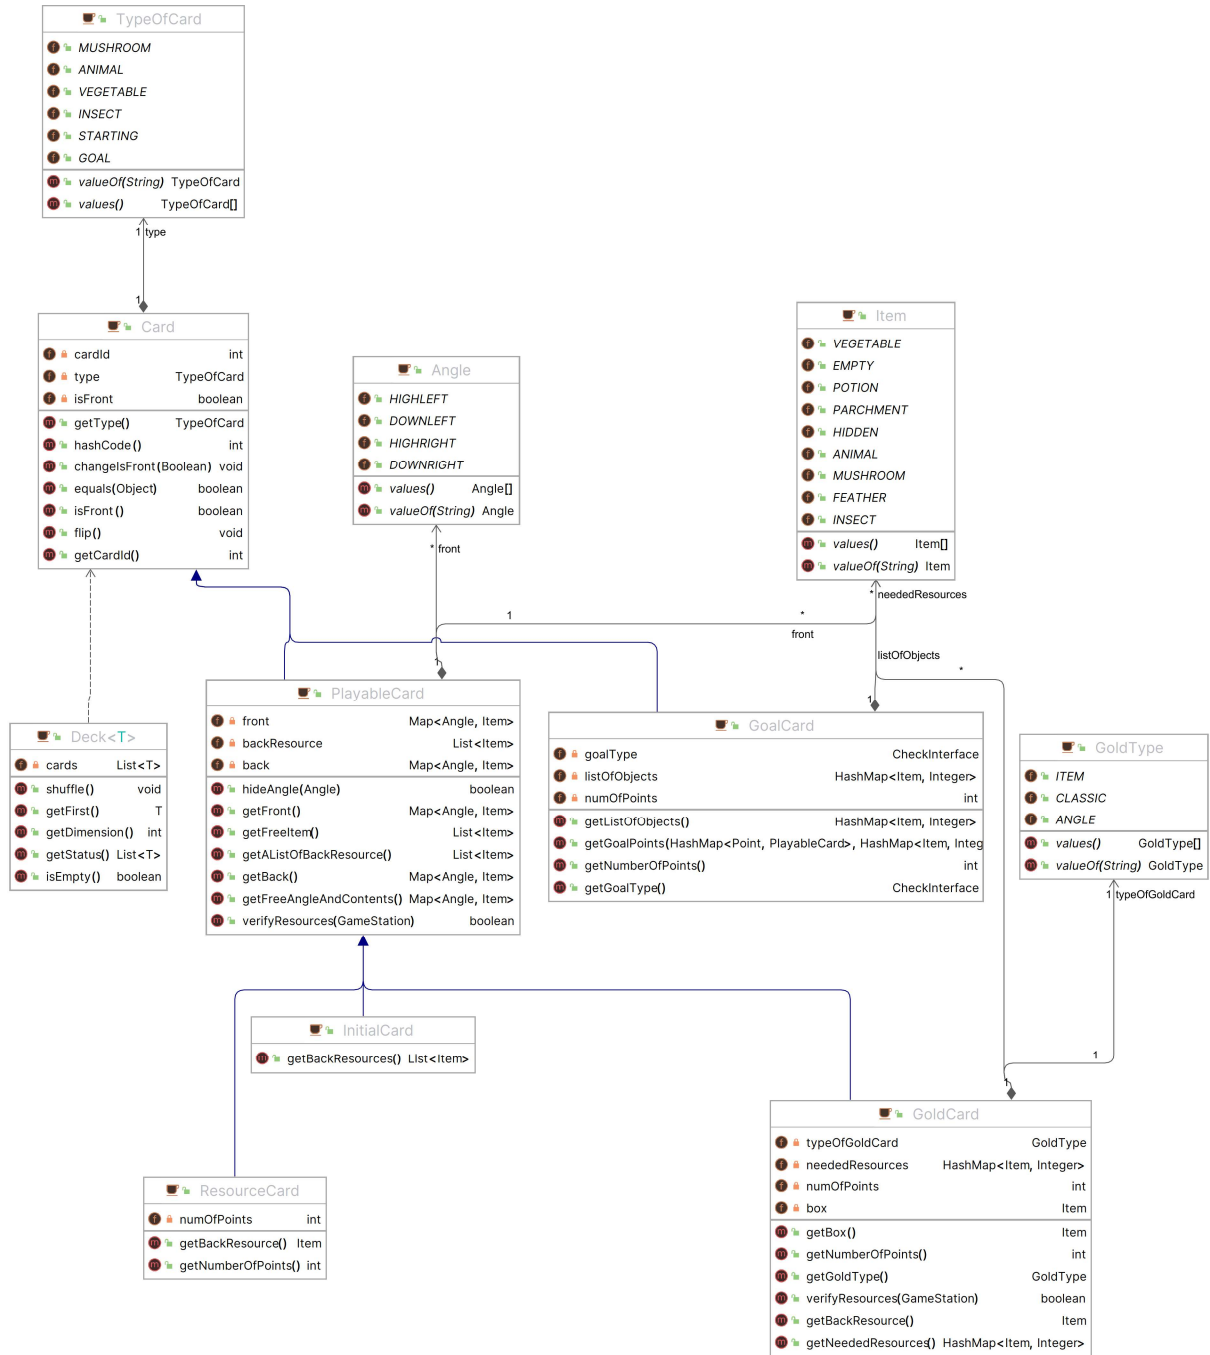 TypeOfCard
MUSHROOM
ANIMAL
VEGETABLE
INSECT
STARTING
GOAL
valueOf(String) TypeOfCard
values() TypeOfCard[]
1 type
1
Card
cardId int
type TypeOfCard
isFront boolean
getType() TypeOfCard
hashCode() int
changeIsFront(Boolean) void
equals(Object) boolean
isFront() boolean
flip() void
getCardId() int
Angle
HIGHLEFT
DOWNLEFT
HIGHRIGHT
DOWNRIGHT
values() Angle[]
valueOf(String) Angle
* front
Item
VEGETABLE
EMPTY
POTION
PARCHMENT
HIDDEN
ANIMAL
MUSHROOM
FEATHER
INSECT
values() Item[]
valueOf(String) Item
* neededResources
1
*
front
listOfObjects
*
1
1
PlayableCard
front Map<Angle, Item>
backResource List<Item>
back Map<Angle, Item>
hideAngle(Angle) boolean
getFront() Map<Angle, Item>
getFreeItem() List<Item>
getAListOfBackResource() List<Item>
getBack() Map<Angle, Item>
getFreeAngleAndContents() Map<Angle, Item>
verifyResources(GameStation) boolean
GoalCard
goalType CheckInterface
listOfObjects HashMap<Item, Integer>
numOfPoints int
getListOfObjects() HashMap<Item, Integer>
getGoalPoints(HashMap<Point, PlayableCard>, HashMap<Item, Integ
getNumberOfPoints() int
getGoalType() CheckInterface
Deck<T>
cards List<T>
shuffle() void
getFirst() T
getDimension() int
getStatus() List<T>
isEmpty() boolean
GoldType
ITEM
CLASSIC
ANGLE
values() GoldType[]
valueOf(String) GoldType
1 typeOfGoldCard
1
1
InitialCard
getBackResources() List<Item>
ResourceCard
numOfPoints int
getBackResource() Item
getNumberOfPoints() int
GoldCard
typeOfGoldCard GoldType
neededResources HashMap<Item, Integer>
numOfPoints int
box Item
getBox() Item
getNumberOfPoints() int
getGoldType() GoldType
verifyResources(GameStation) boolean
getBackResource() Item
getNeededResources() HashMap<Item, Integer>